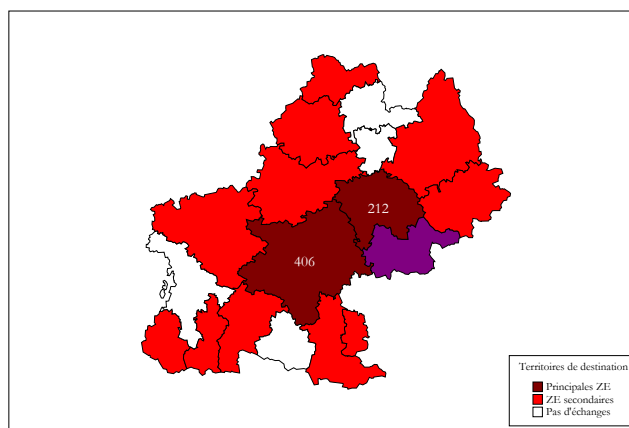 212
406
Territoires de destination
Principales ZE
ZE secondaires
Pas d'échanges